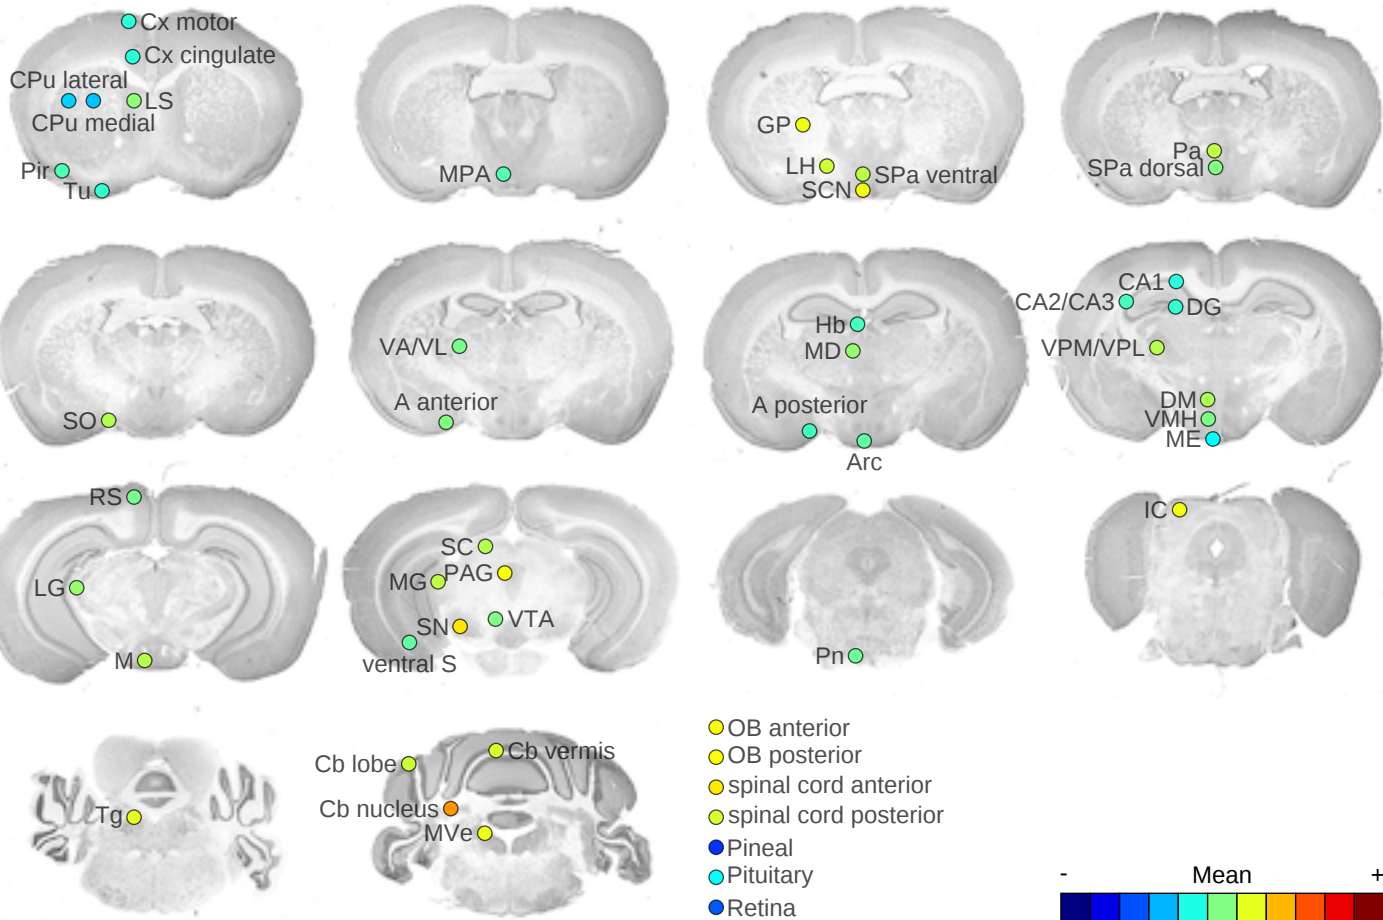 Cx motor
Cx cingulate
CPu lateral
LS
CPu medial
Pir
Tu
MPA
GP
LH
SPa ventral
SCN
Pa
SPa dorsal
SO
VA/VL
A anterior
Hb
MD
A posterior
Arc
CA1
CA2/CA3
DG
VPM/VPL
DM
VMH
ME
RS
LG
M
SC
PAG
MG
VTA
SN
ventral S
Pn
IC
Tg
Cb vermis
Cb lobe
Cb nucleus
MVe
OB anterior
OB posterior
spinal cord anterior
spinal cord posterior
Pineal
Pituitary
Retina
- Mean +